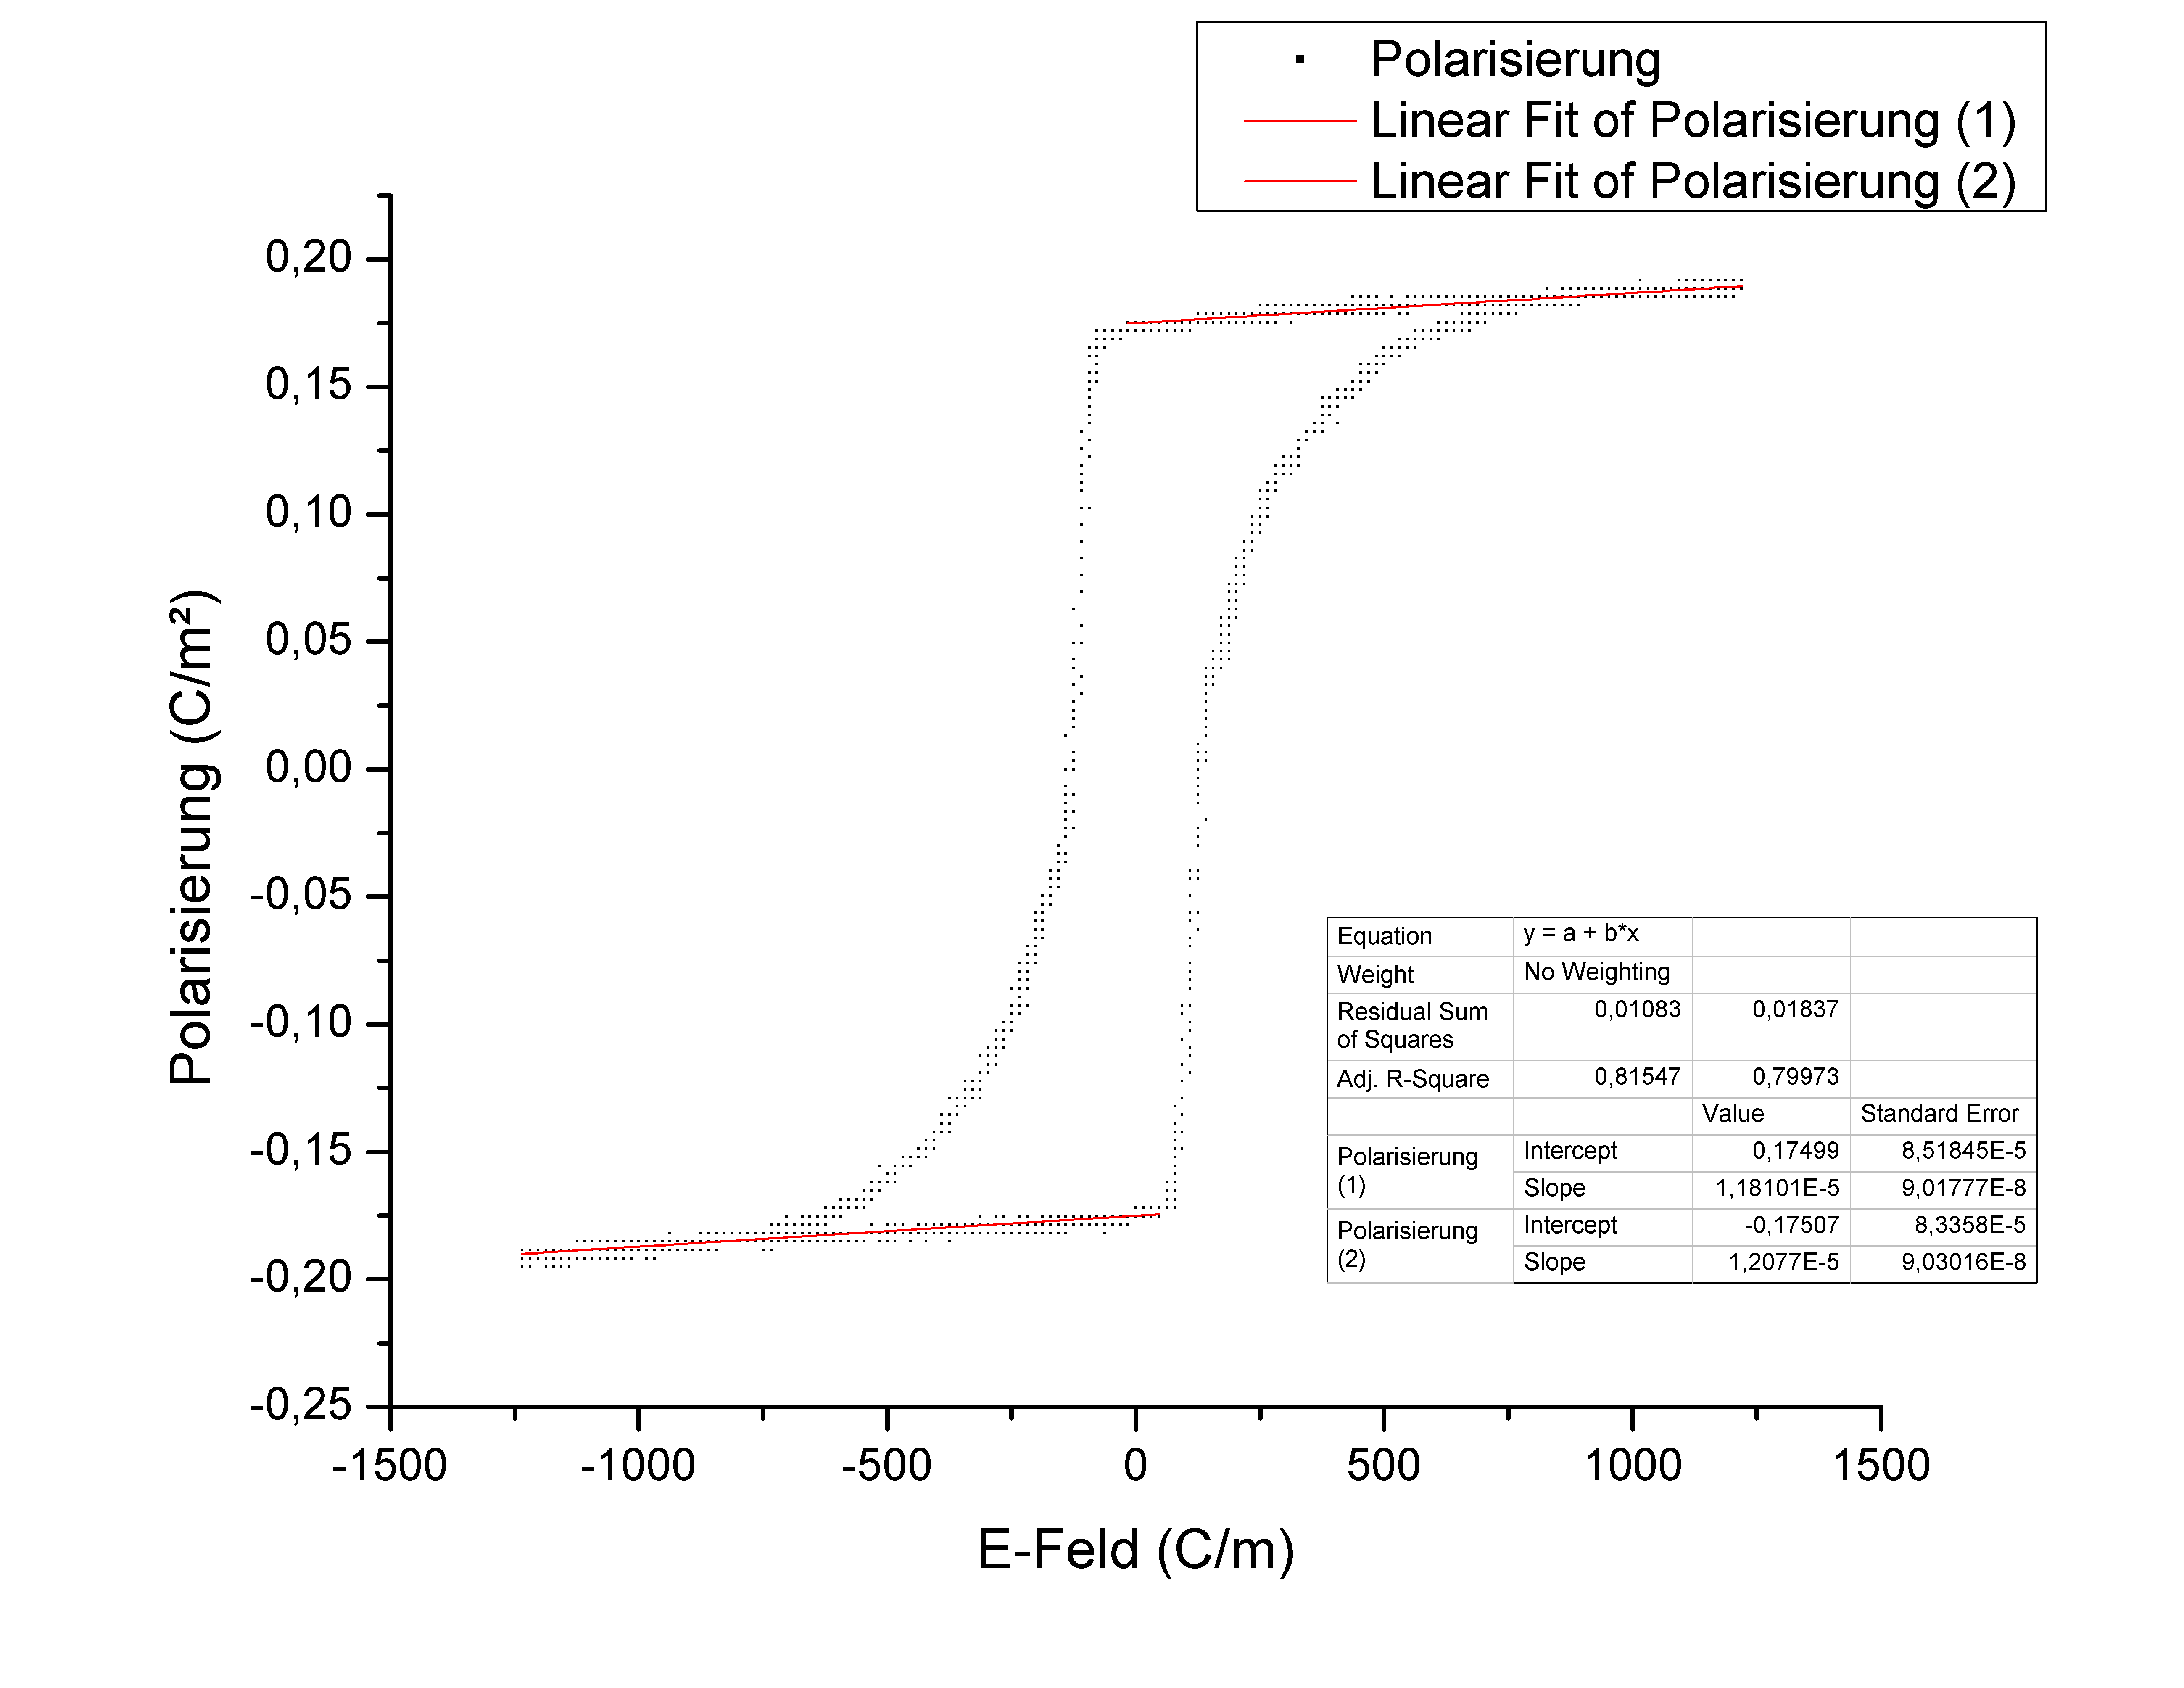 Polarisierung
Linear Fit of Polarisierung (1)
Linear Fit of Polarisierung (2)
0,20
0,15
0,10
0,05
0,00
-0,05
-0,10
-0,15
-0,20
-0,25
Polarisierung (C/m²)
-1500 -1000 -500 0 500 1000 1500
E-Feld (C/m)
Equation y = a + b*x
Weight No Weighting
Residual Sum of Squares 0,01083 0,01837
Adj. R-Square 0,81547 0,79973
Value Standard Error
Polarisierung (1) Intercept 0,17499 8,51845E-5
Slope 1,18101E-5 9,01777E-8
Polarisierung (2) Intercept -0,17507 8,3358E-5
Slope 1,2077E-5 9,03016E-8